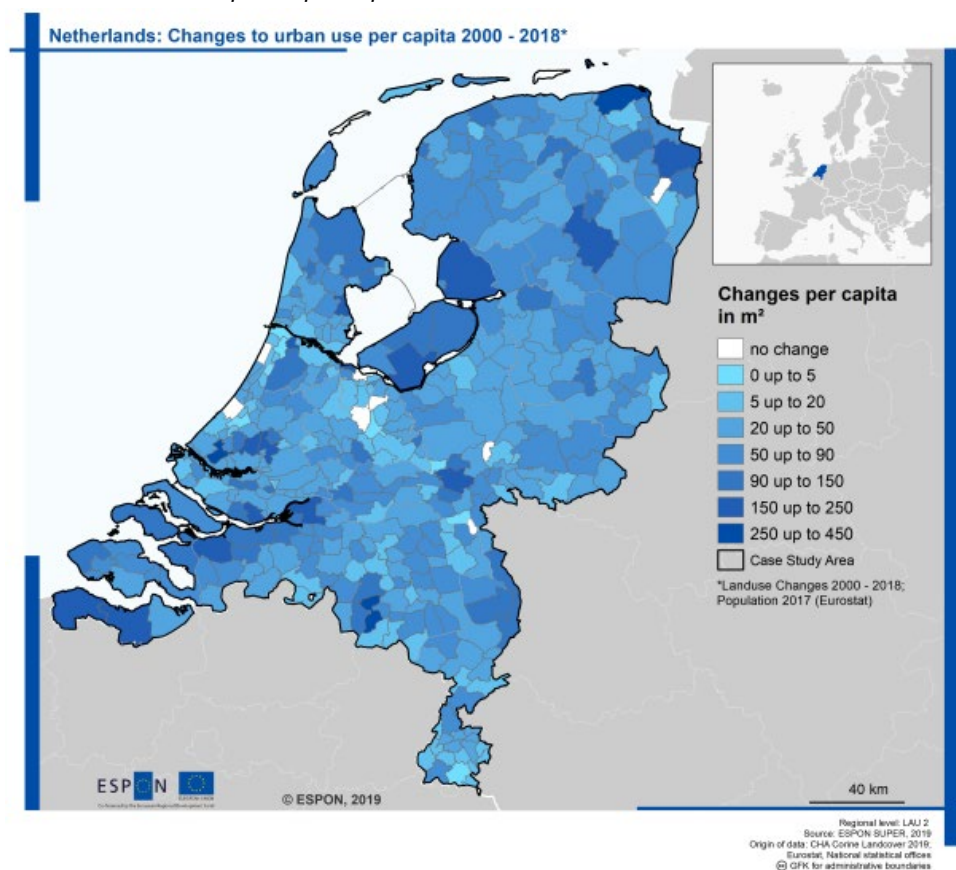 Netherlands: Changes to urban use per capita 2000 - 2018*
Changes per capita
in m²
no change
0 up to 5
5 up to 20
20 up to 50
50 up to 90
90 up to 150
150 up to 250
250 up to 450
Case Study Area
*Landuse Changes 2000 - 2018;
Population 2017 (Eurostat)
ESPON
© ESPON, 2019
40 km
Regional level: LAU 2
Source: ESPON SUPER, 2019
Origin of data: CHA Corine Landcover 2019;
Eurostat, National statistical offices
GFK for administrative boundaries